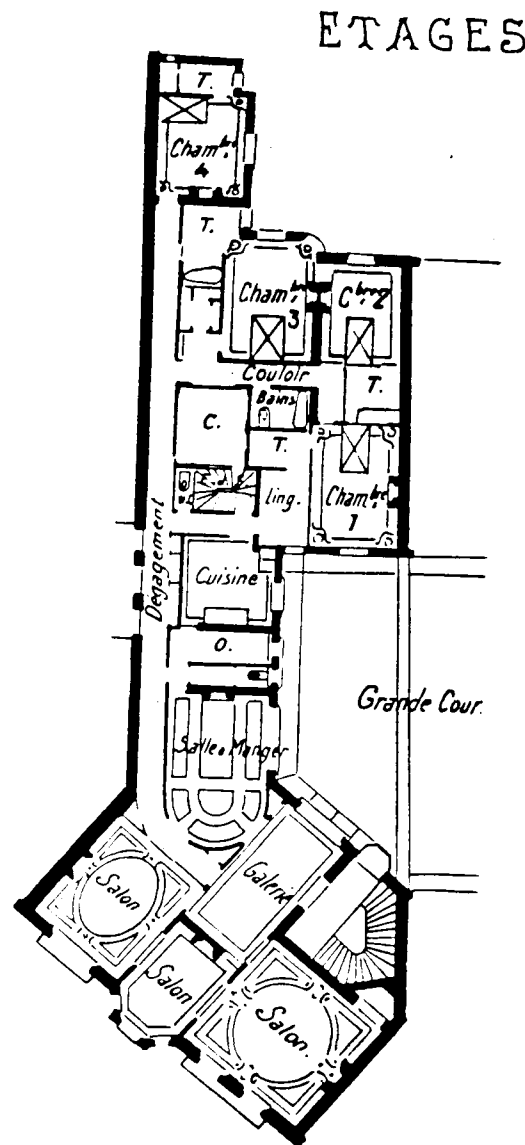 ETAGES
T.
Cham.bre
4
T.
Cham.bre
3
C.bre 2
Couloir
Bains
T.
C.
T.
ling.
Cham.bre
1
Dégagement
Cuisine
O.
Grande Cour.
Salle à Manger
Galerie
Salon
Salon
Salon.